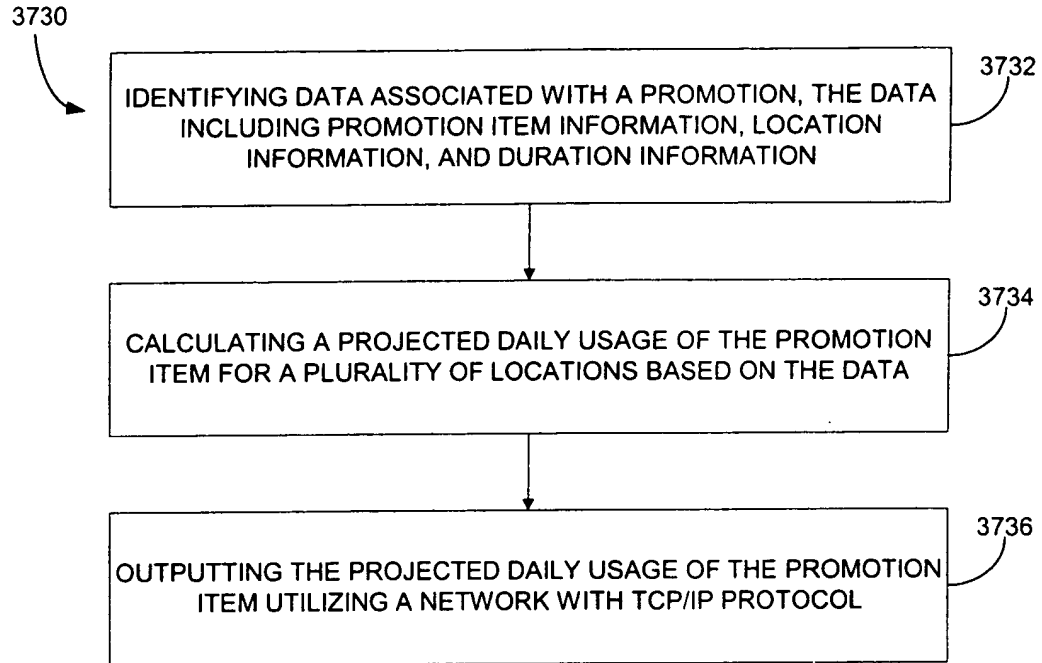 3730
3732
IDENTIFYING DATA ASSOCIATED WITH A PROMOTION, THE DATA
INCLUDING PROMOTION ITEM INFORMATION, LOCATION
INFORMATION, AND DURATION INFORMATION
3734
CALCULATING A PROJECTED DAILY USAGE OF THE PROMOTION
ITEM FOR A PLURALITY OF LOCATIONS BASED ON THE DATA
3736
OUTPUTTING THE PROJECTED DAILY USAGE OF THE PROMOTION
ITEM UTILIZING A NETWORK WITH TCP/IP PROTOCOL